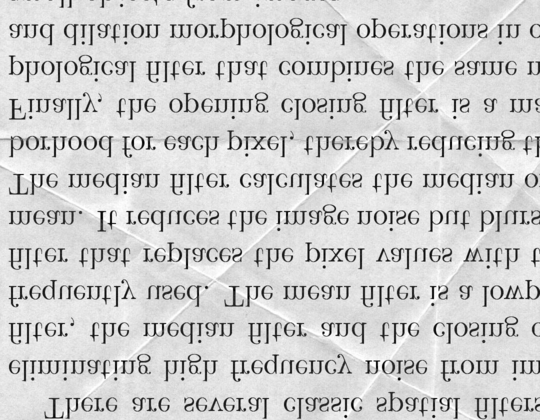 There are several classic spatial filters
eliminating high frequency noise from im
filter, the median filter and the closing o
frequently used. The mean filter is a lowp
filter that replaces the pixel values with t
mean. It reduces the image noise but blurs
The median filter calculates the median o
borhood for each pixel, thereby reducing th
Finally, the opening closing filter is a ma
phological filter that combines the same n
and dilation morphological operations in o